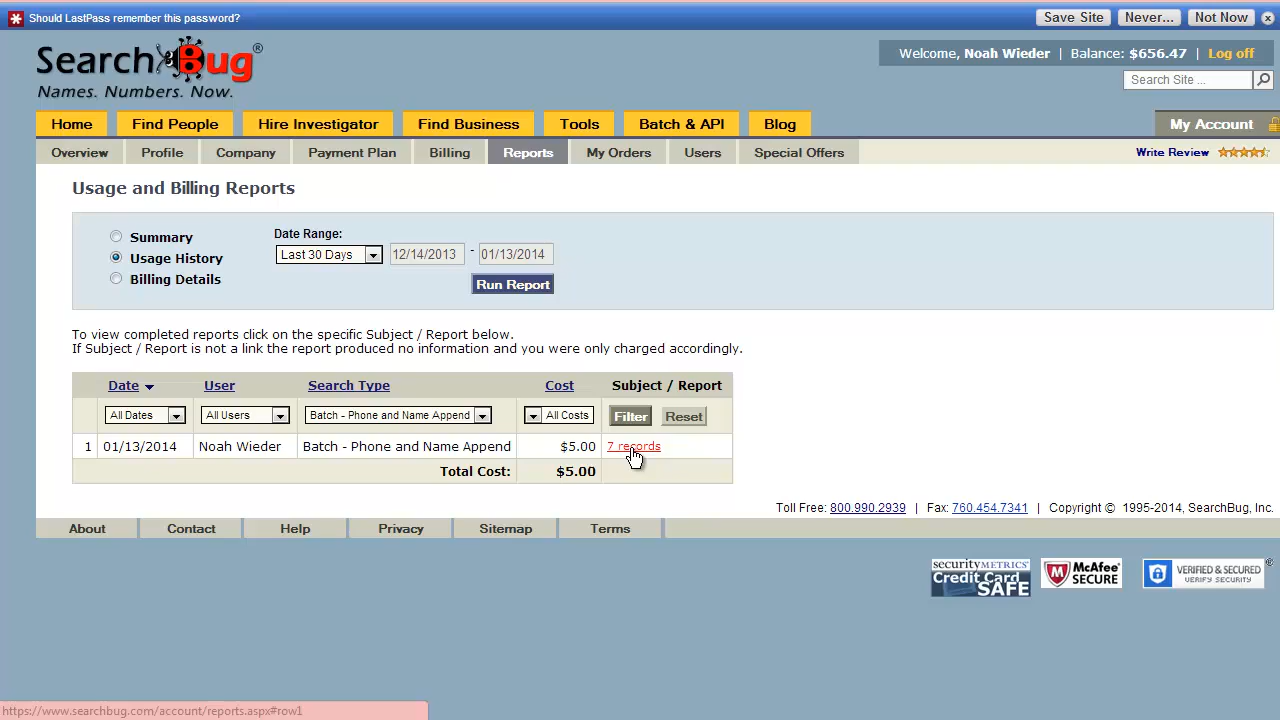 Should LastPass remember this password?
Save Site
Never...
Not Now
SearchBug®
Names. Numbers. Now.
Welcome, Noah Wieder | Balance: $656.47 | Log off
Search Site ...
Home
Find People
Hire Investigator
Find Business
Tools
Batch & API
Blog
My Account
Overview
Profile
Company
Payment Plan
Billing
Reports
My Orders
Users
Special Offers
Write Review
Usage and Billing Reports
Summary
Usage History
Billing Details
Date Range:
Last 30 Days
12/14/2013 - 01/13/2014
Run Report
To view completed reports click on the specific Subject / Report below.
If Subject / Report is not a link the report produced no information and you were only charged accordingly.
Date User Search Type Cost Subject / Report
All Dates All Users Batch - Phone and Name Append All Costs Filter Reset
1 01/13/2014 Noah Wieder Batch - Phone and Name Append $5.00 7 records
Total Cost: $5.00
Toll Free: 800.990.2939 | Fax: 760.454.7341 | Copyright © 1995-2014, SearchBug, Inc.
About
Contact
Help
Privacy
Sitemap
Terms
securityMETRICS
Credit Card
SAFE
McAfee
SECURE
VERIFIED & SECURED
VERIFY SECURITY
https://www.searchbug.com/account/reports.aspx#row1